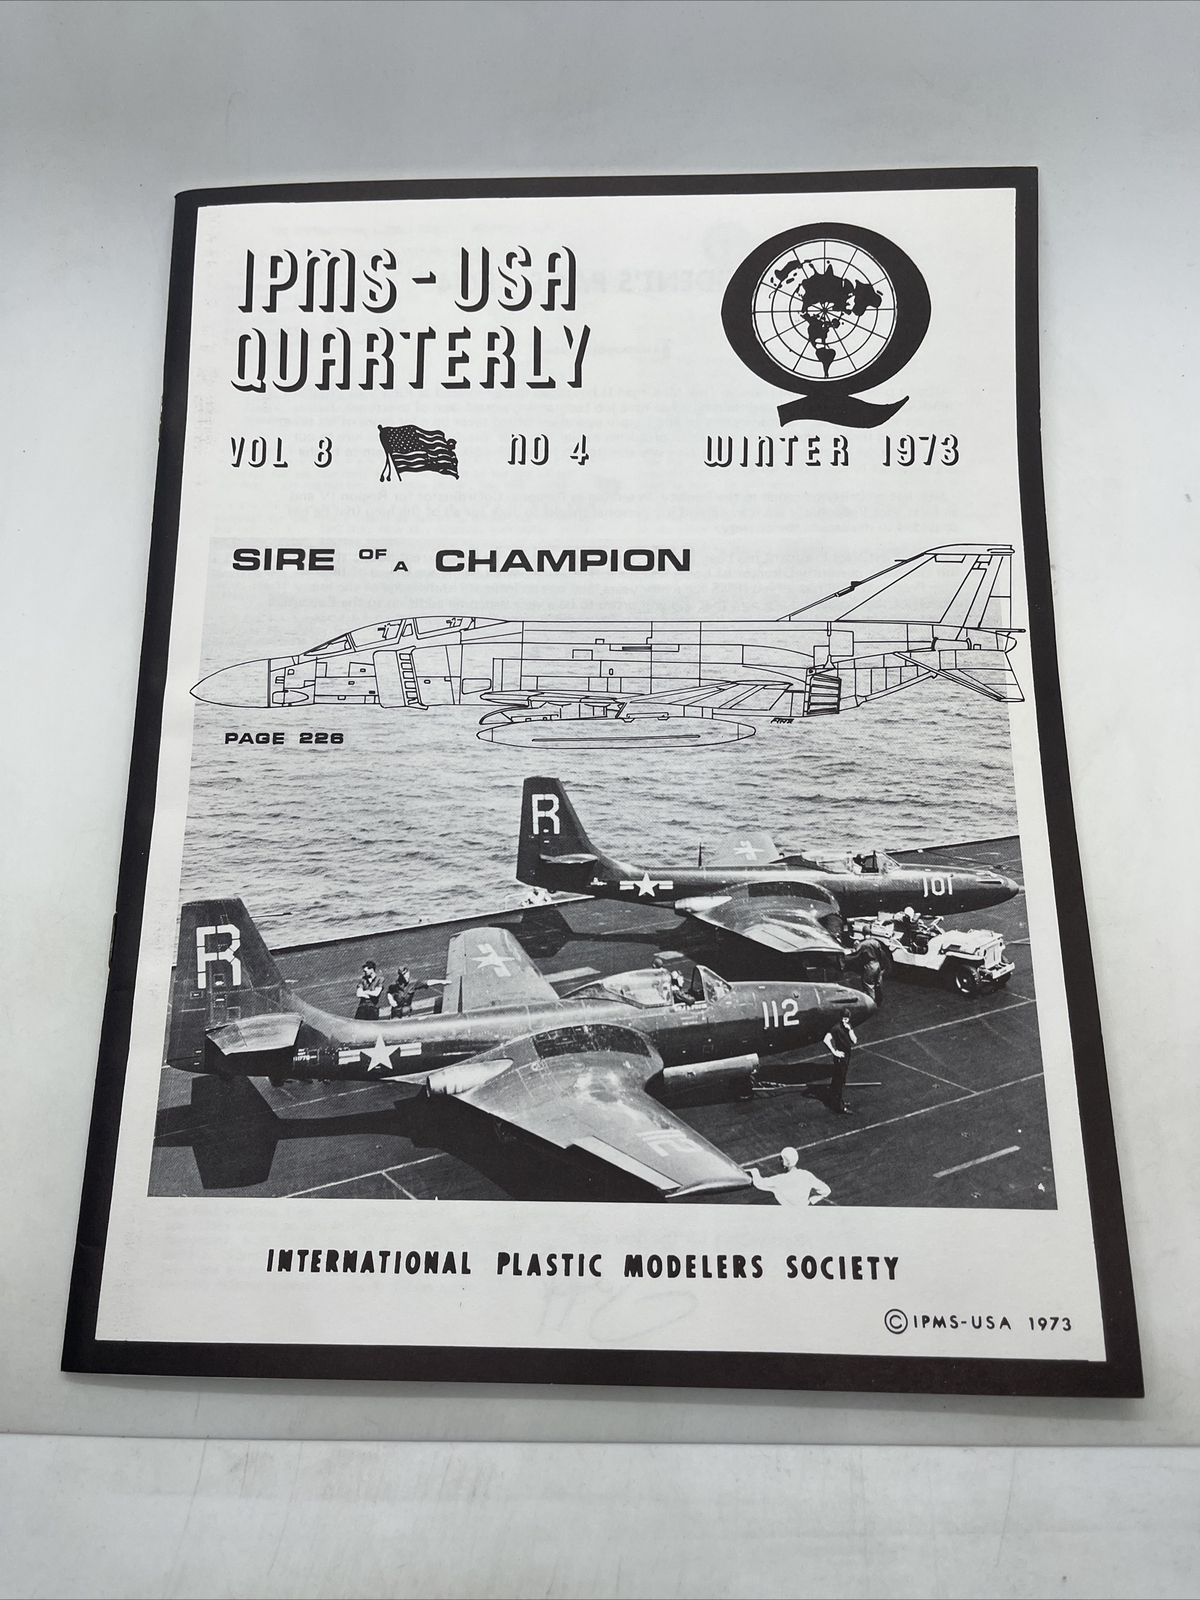 IPMS-USA
QUARTERLY
VOL 8 NO 4 WINTER 1973
SIRE OF A CHAMPION
PAGE 226
R
101
R
112
INTERNATIONAL PLASTIC MODELERS SOCIETY
© IPMS-USA 1973